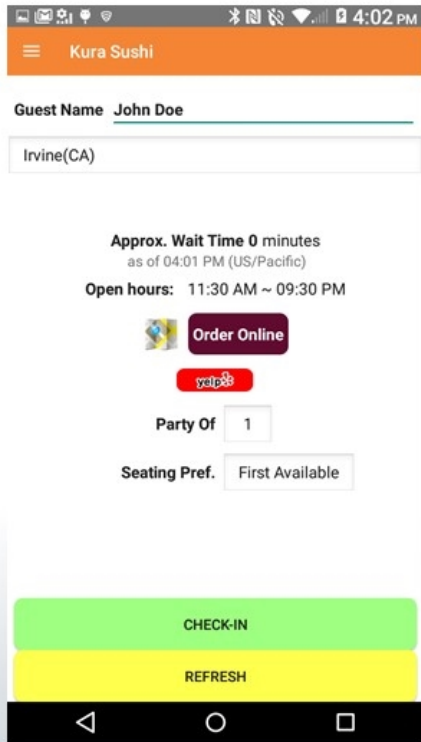 4:02 PM
Kura Sushi
Guest Name John Doe
Irvine(CA)
Approx. Wait Time 0 minutes
as of 04:01 PM (US/Pacific)
Open hours: 11:30 AM ~ 09:30 PM
Order Online
yelp
Party Of 1
Seating Pref. First Available
CHECK-IN
REFRESH